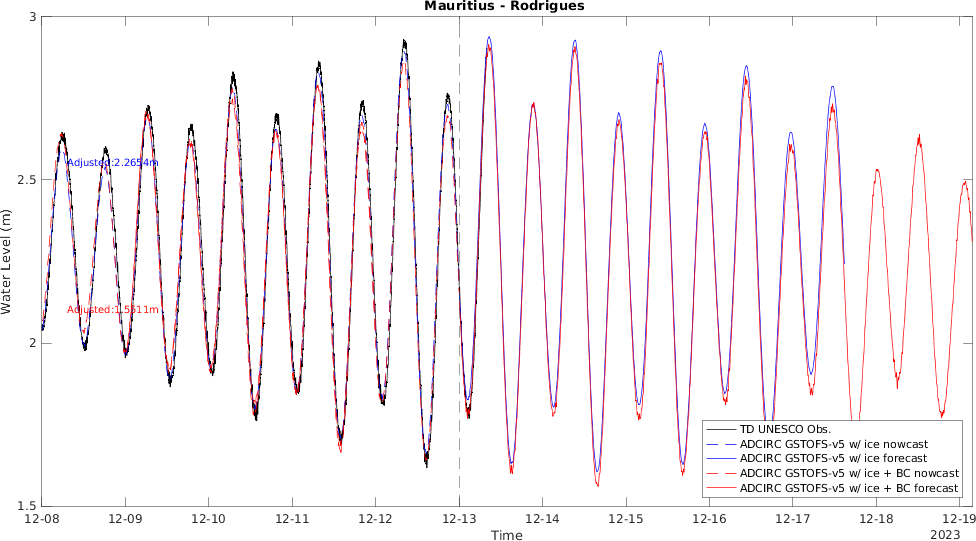 Mauritius - Rodrigues
3
2.5
2
1.5
Water Level (m)
Adjusted:2.2654m
Adjusted:1.5511m
TD UNESCO Obs.
ADCIRC GSTOFS-v5 w/ ice nowcast
ADCIRC GSTOFS-v5 w/ ice forecast
ADCIRC GSTOFS-v5 w/ ice + BC nowcast
ADCIRC GSTOFS-v5 w/ ice + BC forecast
12-08 12-09 12-10 12-11 12-12 12-13 12-14 12-15 12-16 12-17 12-18 12-19
Time
2023